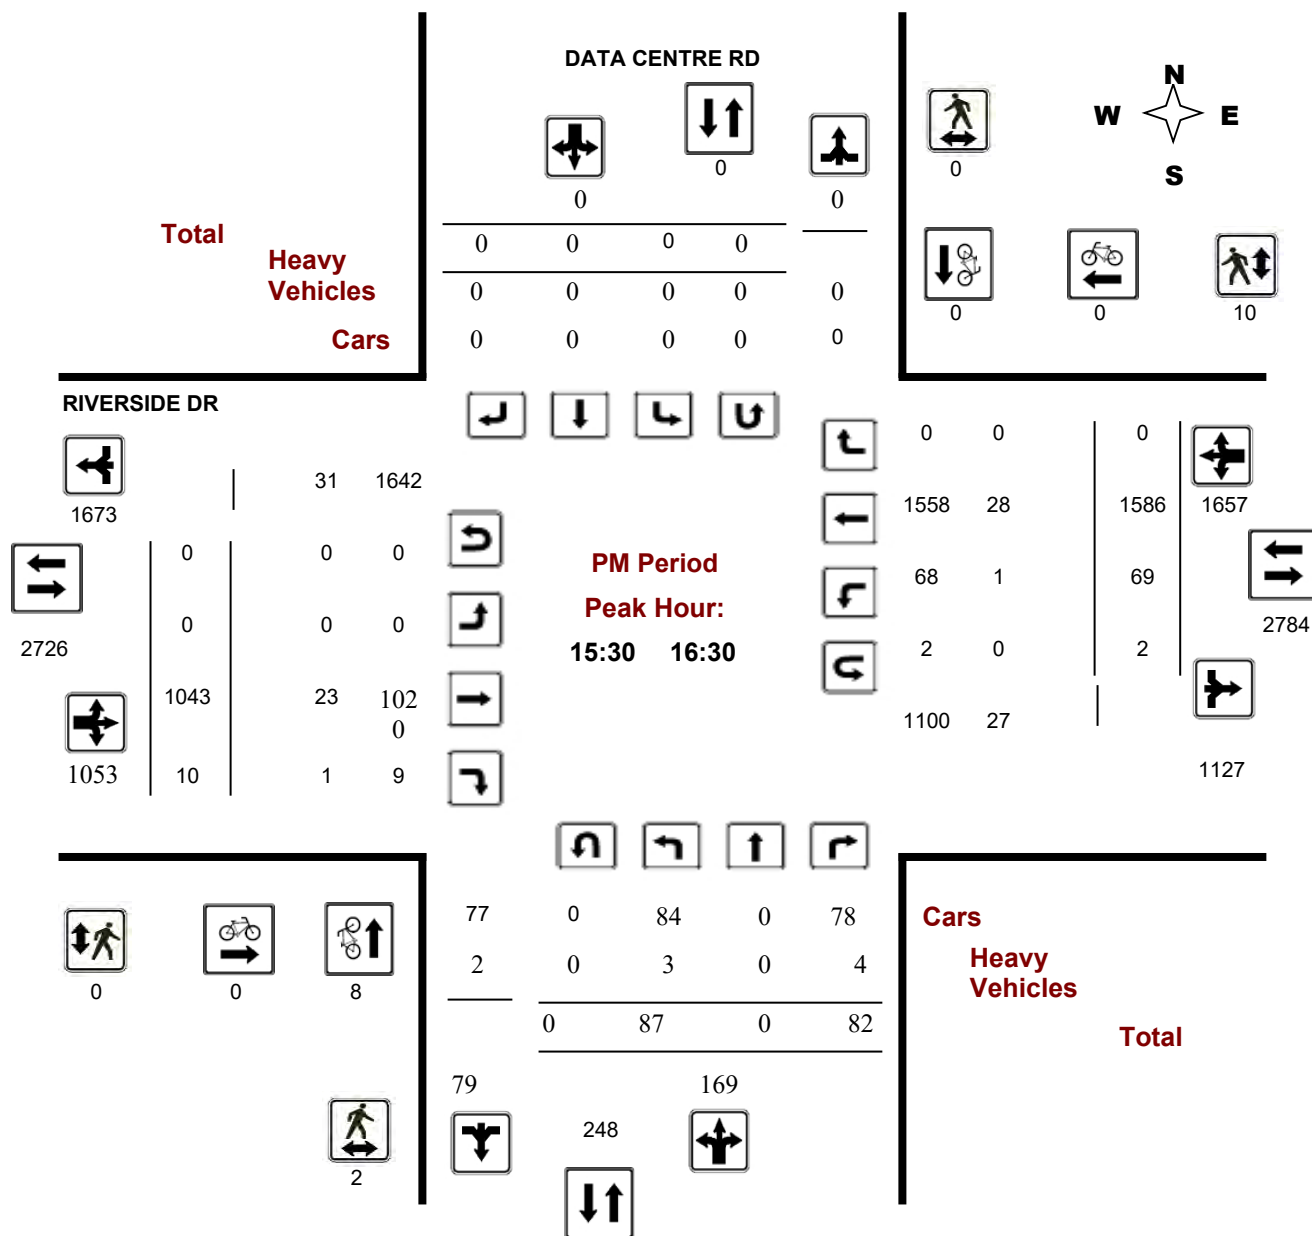 DATA CENTRE RD
N
W E
S
0
0
0
0 0
Total
0 0 0 0
Heavy
Vehicles
0 0 0 0 0
0 0 10
Cars
0 0 0 0 0
RIVERSIDE DR
0 0 0
31 1642
1673
1558 28 1586 1657
0 0 0
PM Period
68 1 69
Peak Hour:
0 0 0
2784
2726
15:30 16:30
2 0 2
1043 23 102
0
1100 27
1053 10 1 9
1127
77 0 84 0 78
Cars
2 0 3 0 4
Heavy
Vehicles
0 0 8
0 87 0 82
Total
79 169
248
2